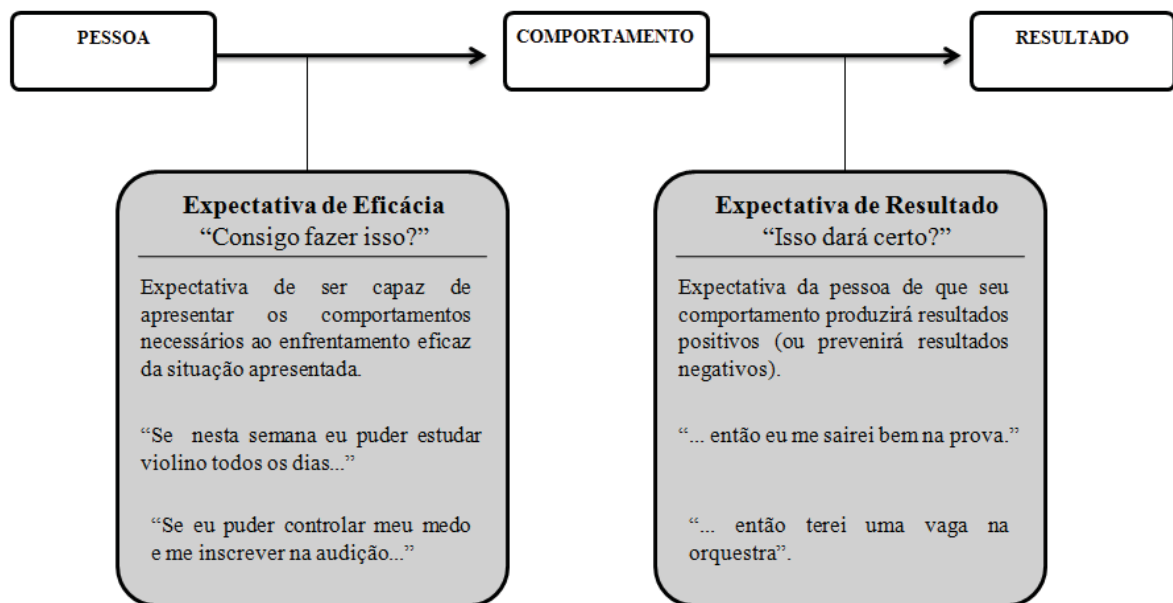 PESSOA
COMPORTAMENTO
RESULTADO
Expectativa de Eficácia
“Consigo fazer isso?”
Expectativa de ser capaz de
apresentar os comportamentos
necessários ao enfrentamento eficaz
da situação apresentada.
“Se nesta semana eu puder estudar
violino todos os dias...”
“Se eu puder controlar meu medo
e me inscrever na audição...”
Expectativa de Resultado
“Isso dará certo?”
Expectativa da pessoa de que seu
comportamento produzirá resultados
positivos (ou prevenirá resultados
negativos).
“... então eu me sairei bem na prova.”
“... então terei uma vaga na
orquestra”.